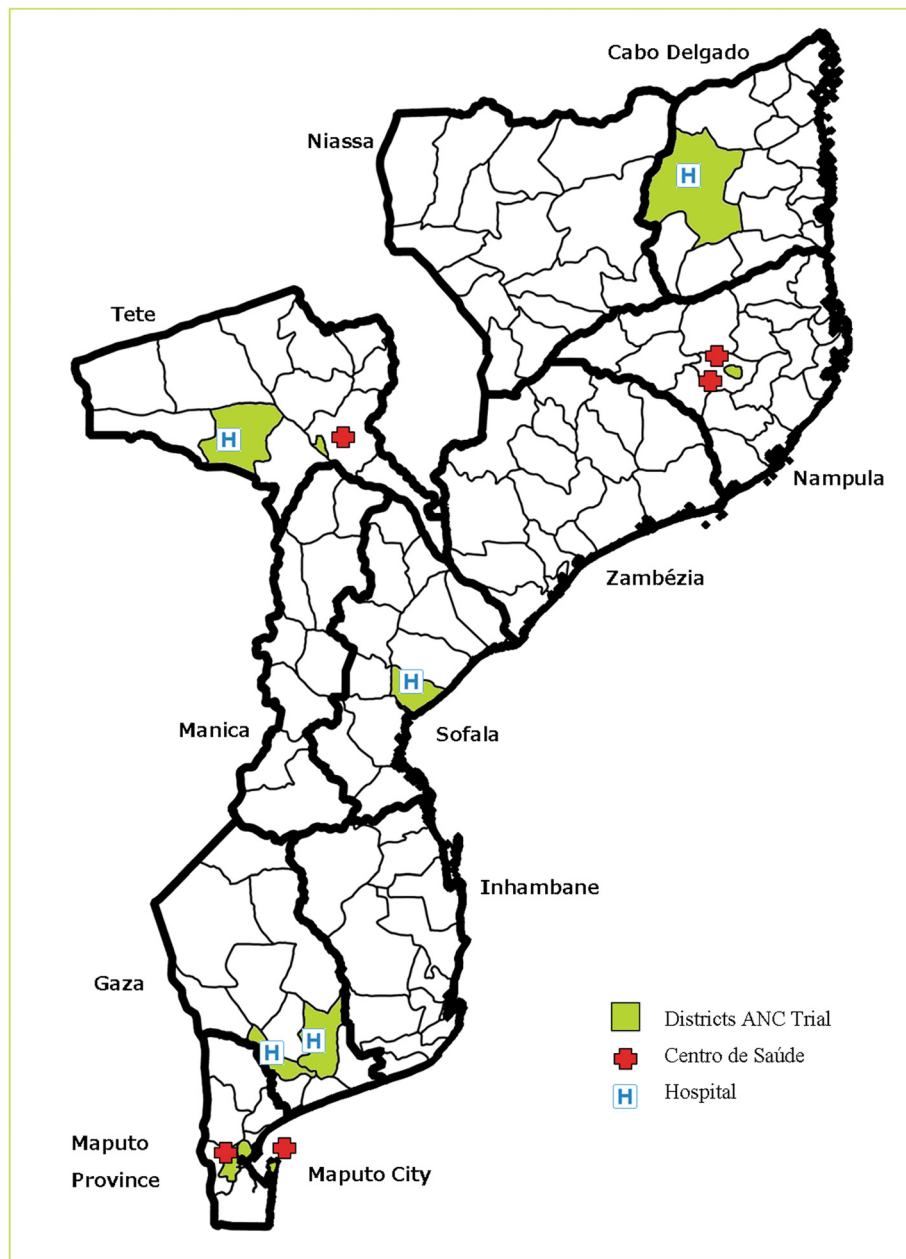 Cabo Delgado
Niassa
H
Tete
H
Nampula
Zambézia
H
Manica
Sofala
Inhambane
Gaza
H
H
Districts ANC Trial
Centro de Saúde
H Hospital
Maputo
Province
Maputo City